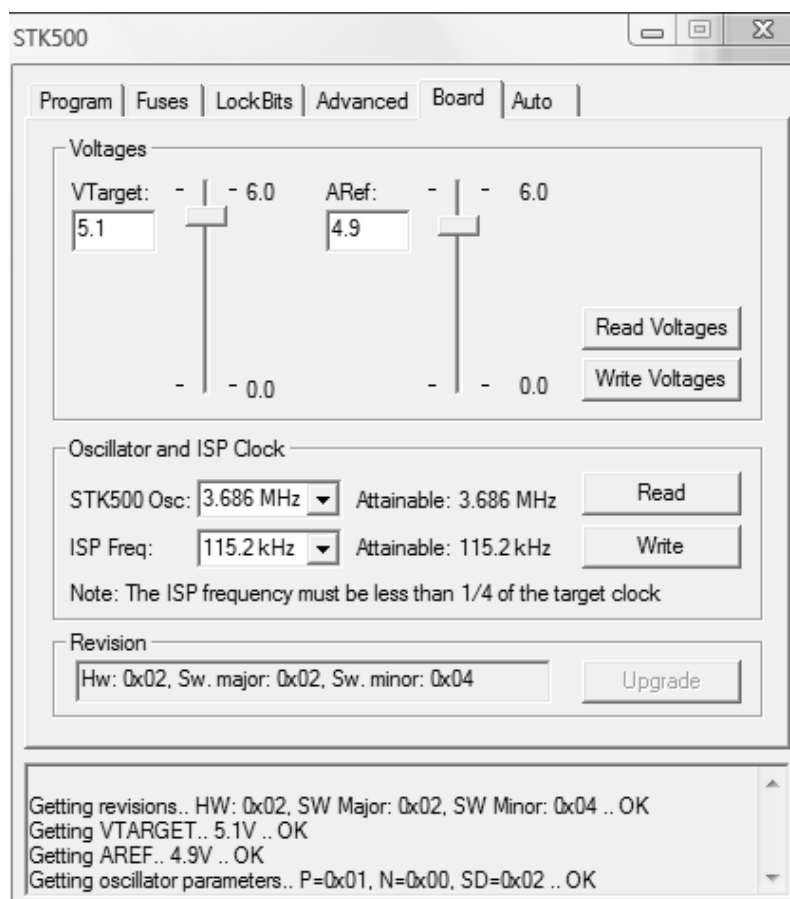 STK500
Program Fuses LockBits Advanced Board Auto
Voltages
VTarget: 6.0 ARef: 6.0
5.1 4.9
Read Voltages
0.0 0.0 Write Voltages
Oscillator and ISP Clock
STK500 Osc: 3.686 MHz Attainable: 3.686 MHz Read
ISP Freq: 115.2 kHz Attainable: 115.2 kHz Write
Note: The ISP frequency must be less than 1/4 of the target clock
Revision
Hw: 0x02, Sw. major: 0x02, Sw. minor: 0x04 Upgrade
Getting revisions.. HW: 0x02, SW Major: 0x02, SW Minor: 0x04 .. OK
Getting VTARGET.. 5.1V .. OK
Getting AREF.. 4.9V .. OK
Getting oscillator parameters.. P=0x01, N=0x00, SD=0x02 .. OK